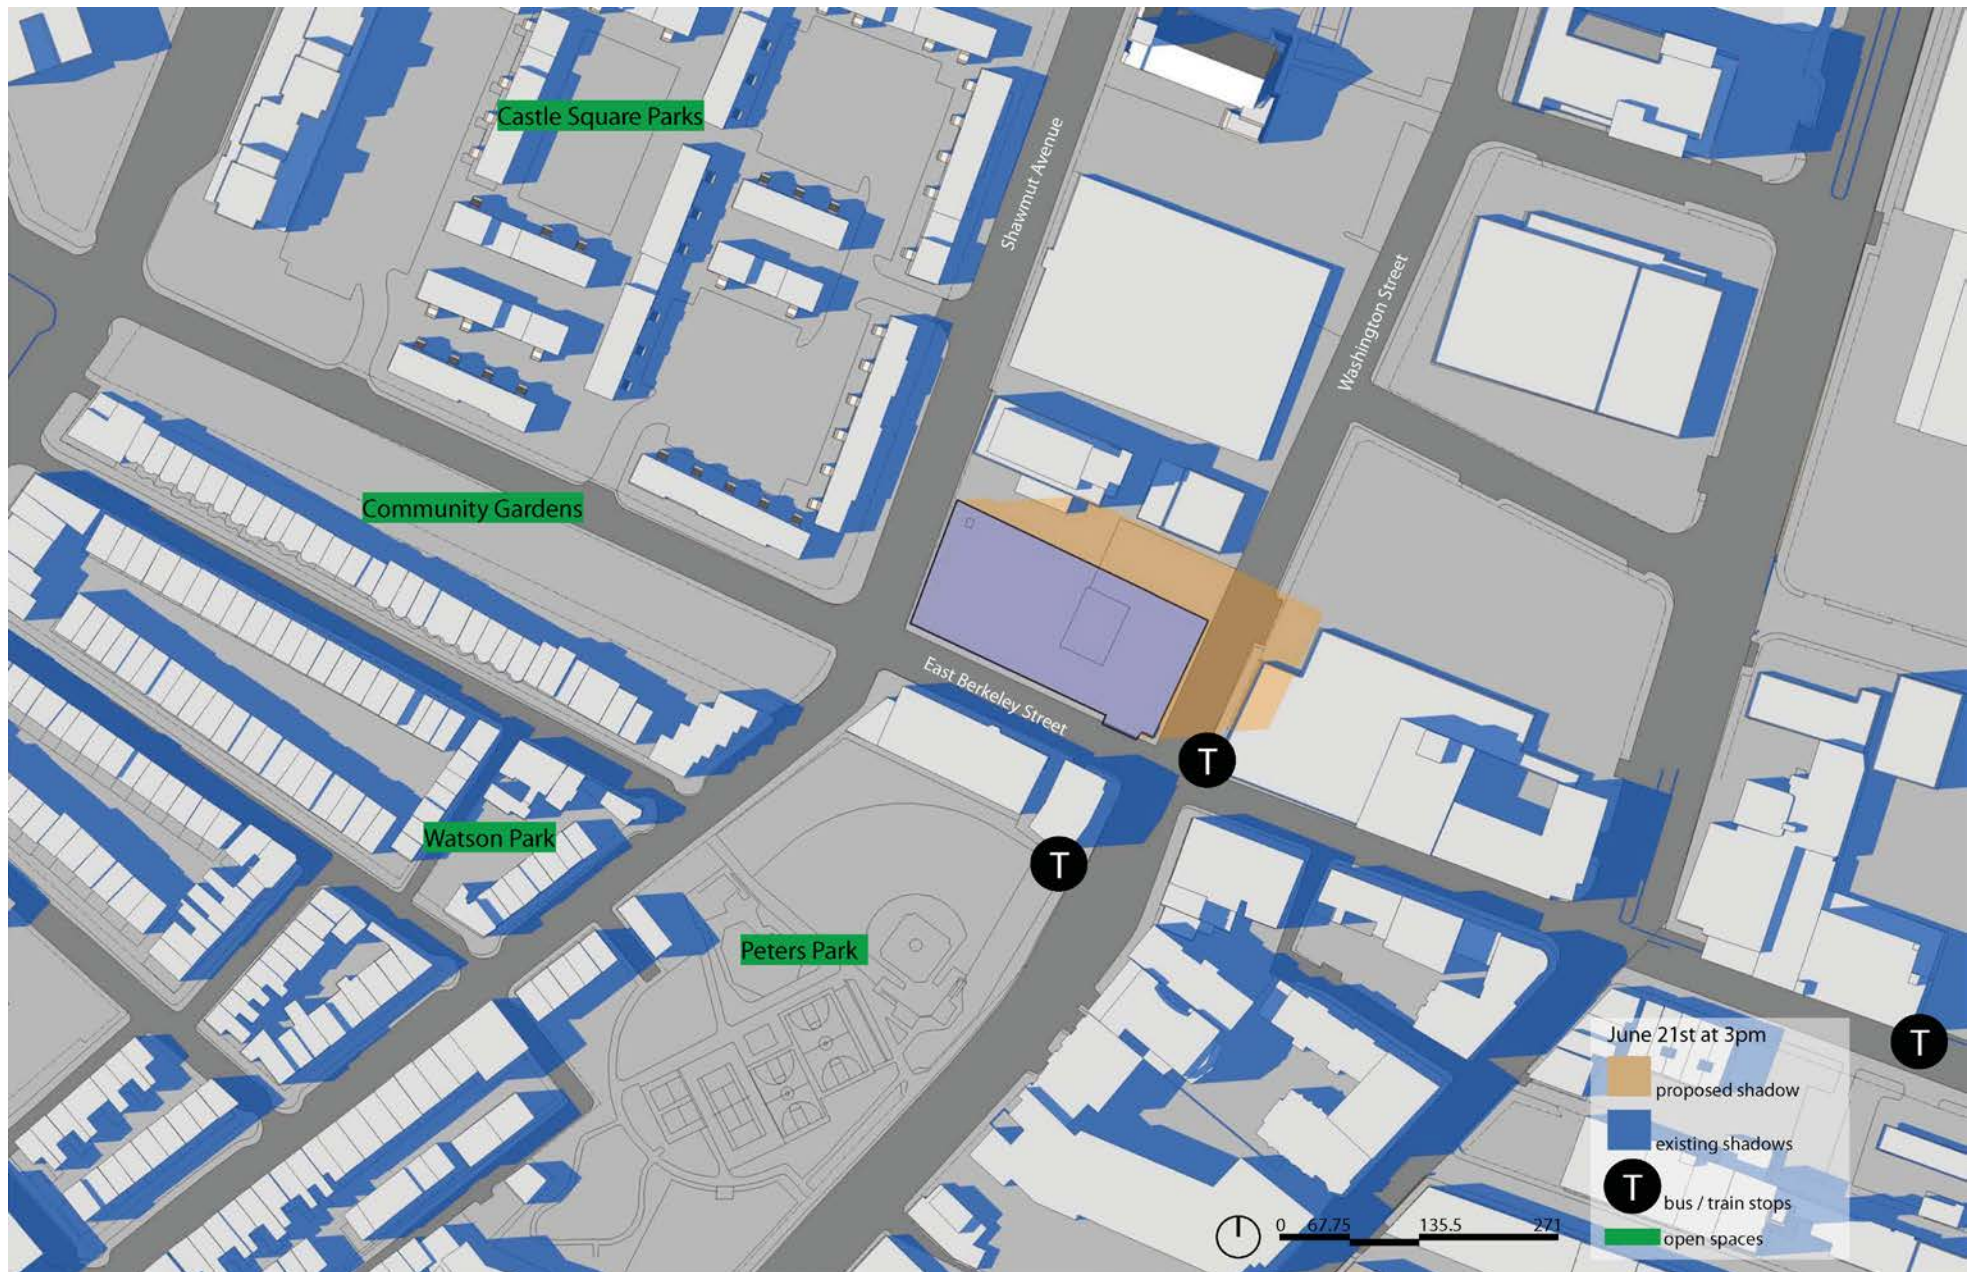 Castle Square Parks
Shawmut Avenue
Washington Street
Community Gardens
East Berkeley Street
T
Watson Park
T
Peters Park
T
June 21st at 3pm
proposed shadow
existing shadows
T
bus / train stops
open spaces
0 67.75 135.5 271